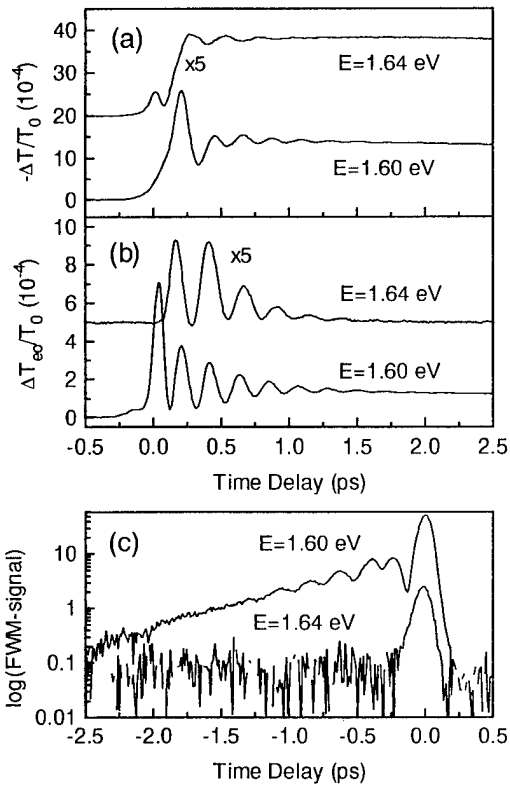 (a)
x5
E=1.64 eV
E=1.60 eV
-ΔT/T0 (10-4)
40
30
20
10
0
(b)
x5
E=1.64 eV
E=1.60 eV
ΔTeo/T0 (10-4)
10
8
6
4
2
0
-0.5 0.0 0.5 1.0 1.5 2.0 2.5
Time Delay (ps)
(c)
E=1.60 eV
E=1.64 eV
log(FWM-signal)
10
1
0.1
0.01
-2.5 -2.0 -1.5 -1.0 -0.5 0.0 0.5
Time Delay (ps)